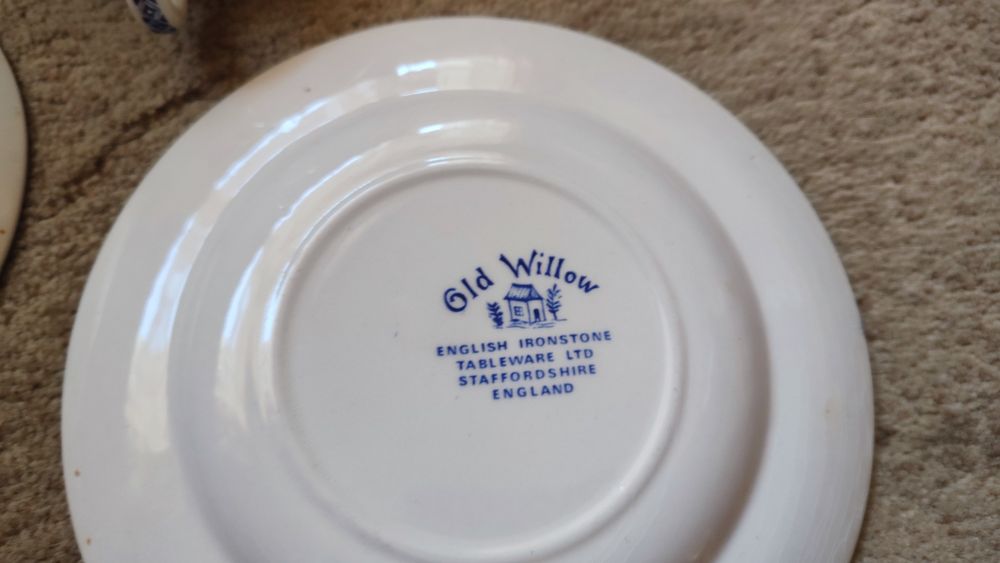 Old Willow
ENGLISH IRONSTONE
TABLEWARE LTD
STAFFORDSHIRE
ENGLAND